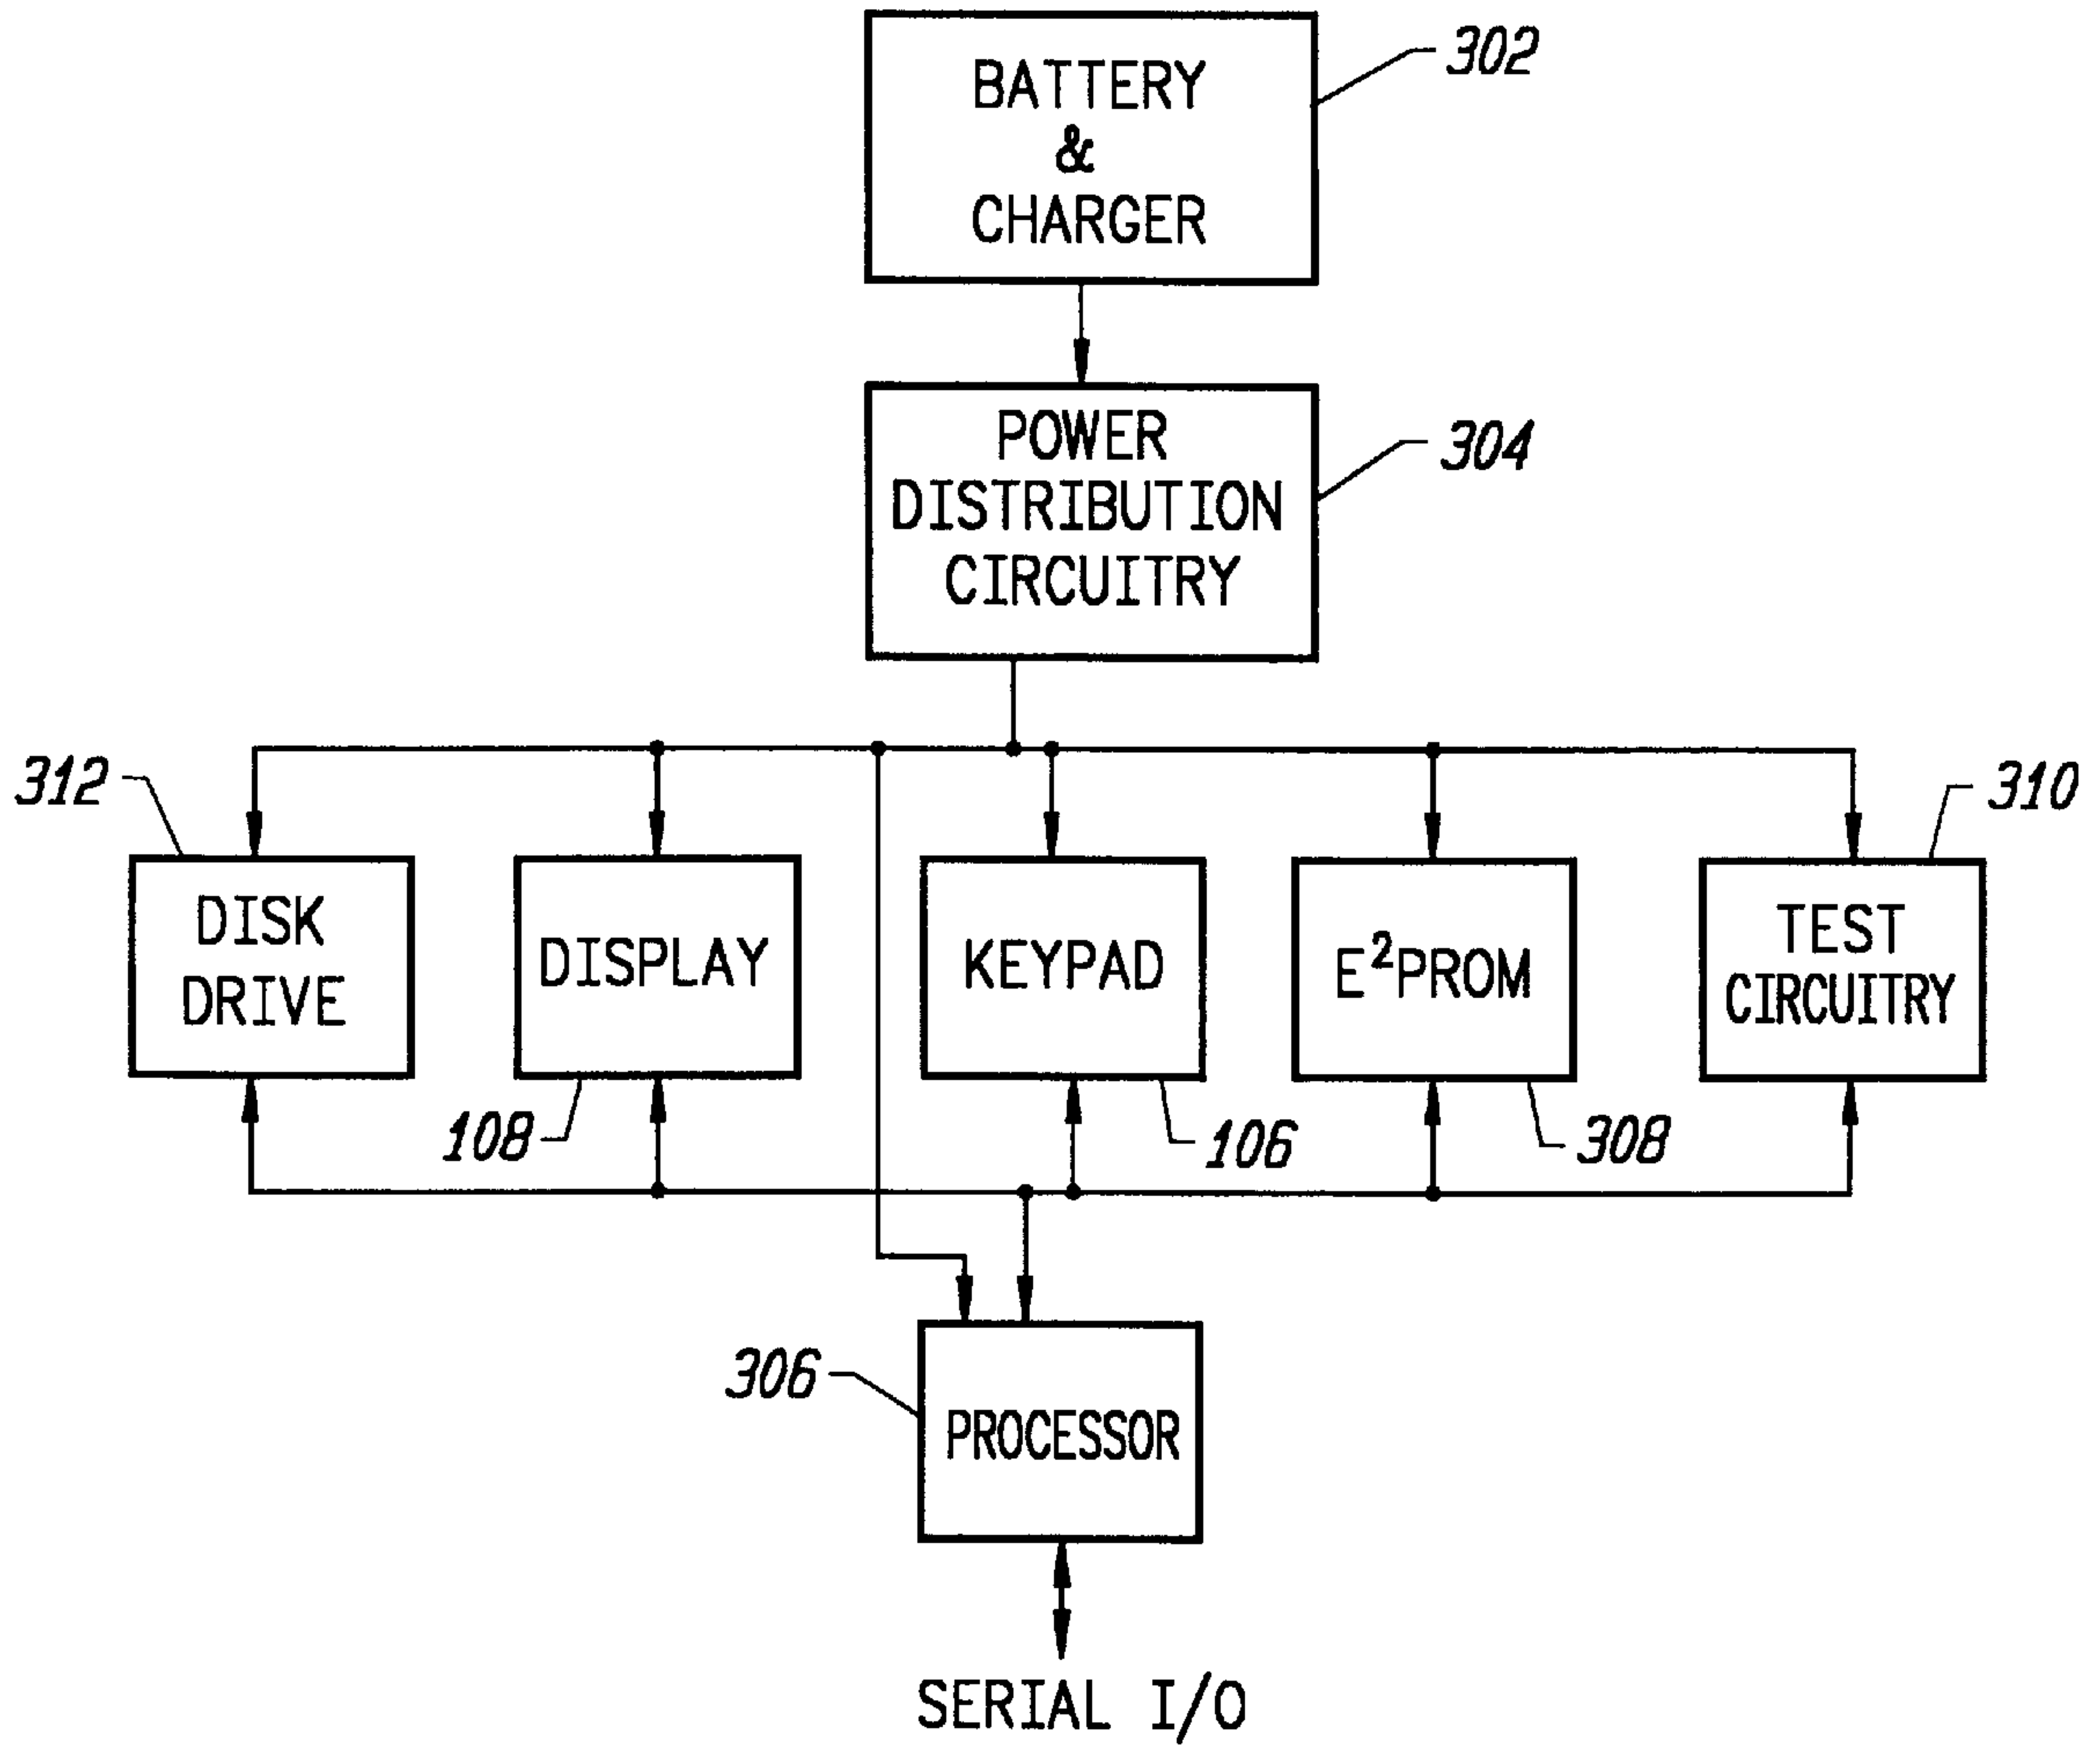 BATTERY
&
CHARGER
302
POWER
DISTRIBUTION
CIRCUITRY
304
312
310
DISK
DRIVE
DISPLAY
KEYPAD
E²PROM
TEST
CIRCUITRY
108
106
308
306
PROCESSOR
SERIAL I/O